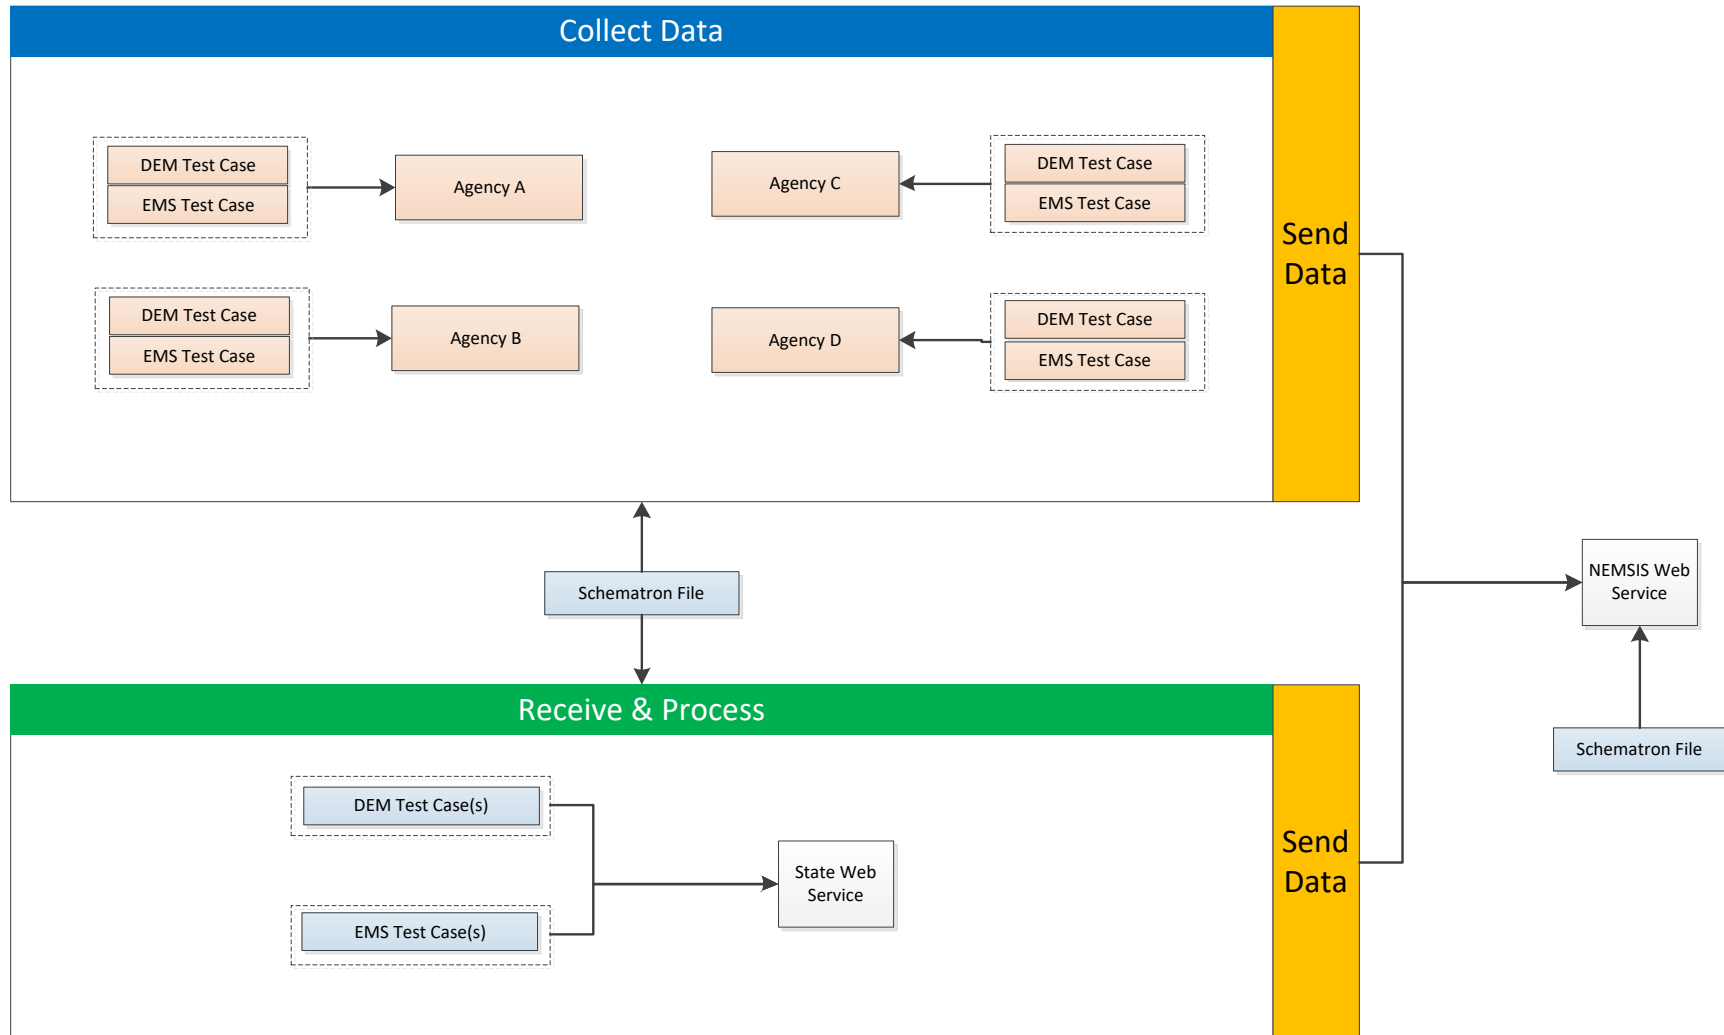 Collect Data
DEM Test Case
EMS Test Case
Agency A
Agency C
DEM Test Case
EMS Test Case
DEM Test Case
EMS Test Case
Agency B
Agency D
DEM Test Case
EMS Test Case
Send
Data
Schematron File
NEMSIS Web
Service
Schematron File
Receive & Process
DEM Test Case(s)
EMS Test Case(s)
State Web
Service
Send
Data